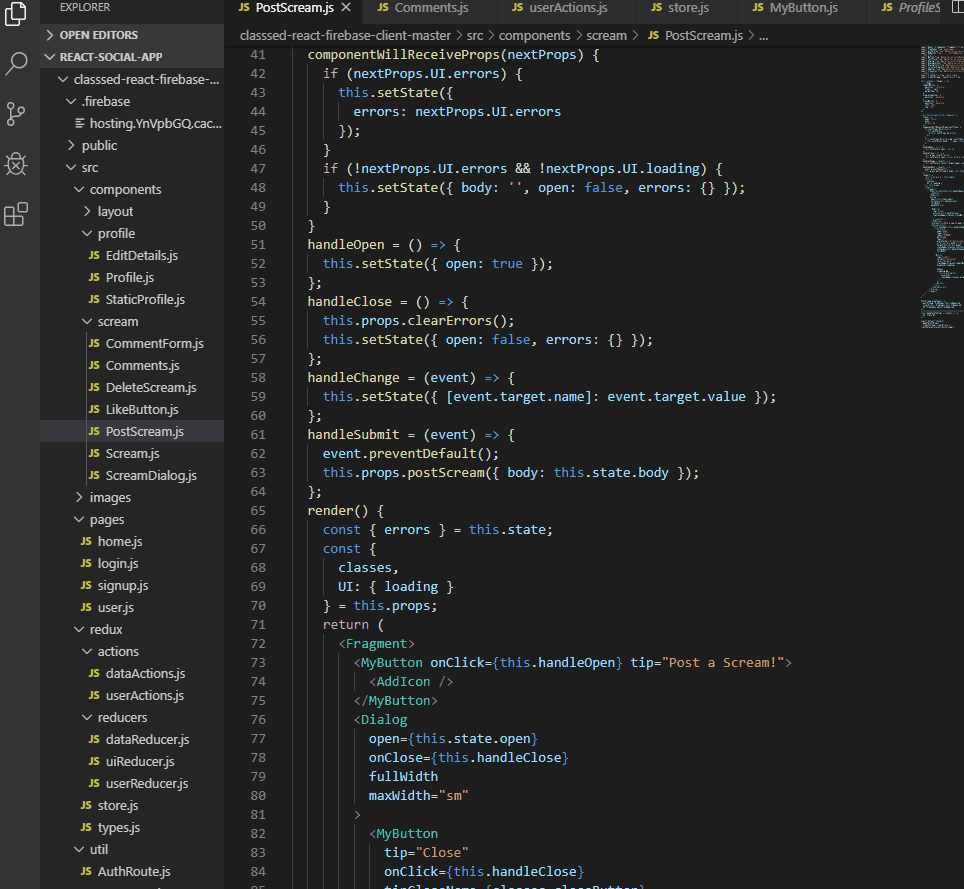 EXPLORER
OPEN EDITORS
REACT-SOCIAL-APP
classsed-react-firebase-...
.firebase
hosting.YnVpbGQ.cac...
public
src
components
layout
profile
JS EditDetails.js
JS Profile.js
JS StaticProfile.js
scream
JS CommentForm.js
JS Comments.js
JS DeleteScream.js
JS LikeButton.js
JS PostScream.js
JS Scream.js
JS ScreamDialog.js
images
pages
JS home.js
JS login.js
JS signup.js
JS user.js
redux
actions
JS dataActions.js
JS userActions.js
reducers
JS dataReducer.js
JS uiReducer.js
JS userReducer.js
JS store.js
JS types.js
util
JS AuthRoute.js
JS PostScream.js JS Comments.js JS userActions.js JS store.js JS MyButton.js JS ProfileS
classsed-react-firebase-client-master > src > components > scream > JS PostScream.js > ...
41 componentWillReceiveProps(nextProps) {
42 if (nextProps.UI.errors) {
43 this.setState({
44 errors: nextProps.UI.errors
45 });
46 }
47 if (!nextProps.UI.errors && !nextProps.UI.loading) {
48 this.setState({ body: '', open: false, errors: {} });
49 }
50 }
51 handleOpen = () => {
52 this.setState({ open: true });
53 };
54 handleClose = () => {
55 this.props.clearErrors();
56 this.setState({ open: false, errors: {} });
57 };
58 handleChange = (event) => {
59 this.setState({ [event.target.name]: event.target.value });
60 };
61 handleSubmit = (event) => {
62 event.preventDefault();
63 this.props.postScream({ body: this.state.body });
64 };
65 render() {
66 const { errors } = this.state;
67 const {
68 classes,
69 UI: { loading }
70 } = this.props;
71 return (
72 <Fragment>
73 <MyButton onClick={this.handleOpen} tip="Post a Scream!">
74 <AddIcon />
75 </MyButton>
76 <Dialog
77 open={this.state.open}
78 onClose={this.handleClose}
79 fullWidth
80 maxWidth="sm"
81 >
82 <MyButton
83 tip="Close"
84 onClick={this.handleClose}
85 tipClassName={classes.closeButton}